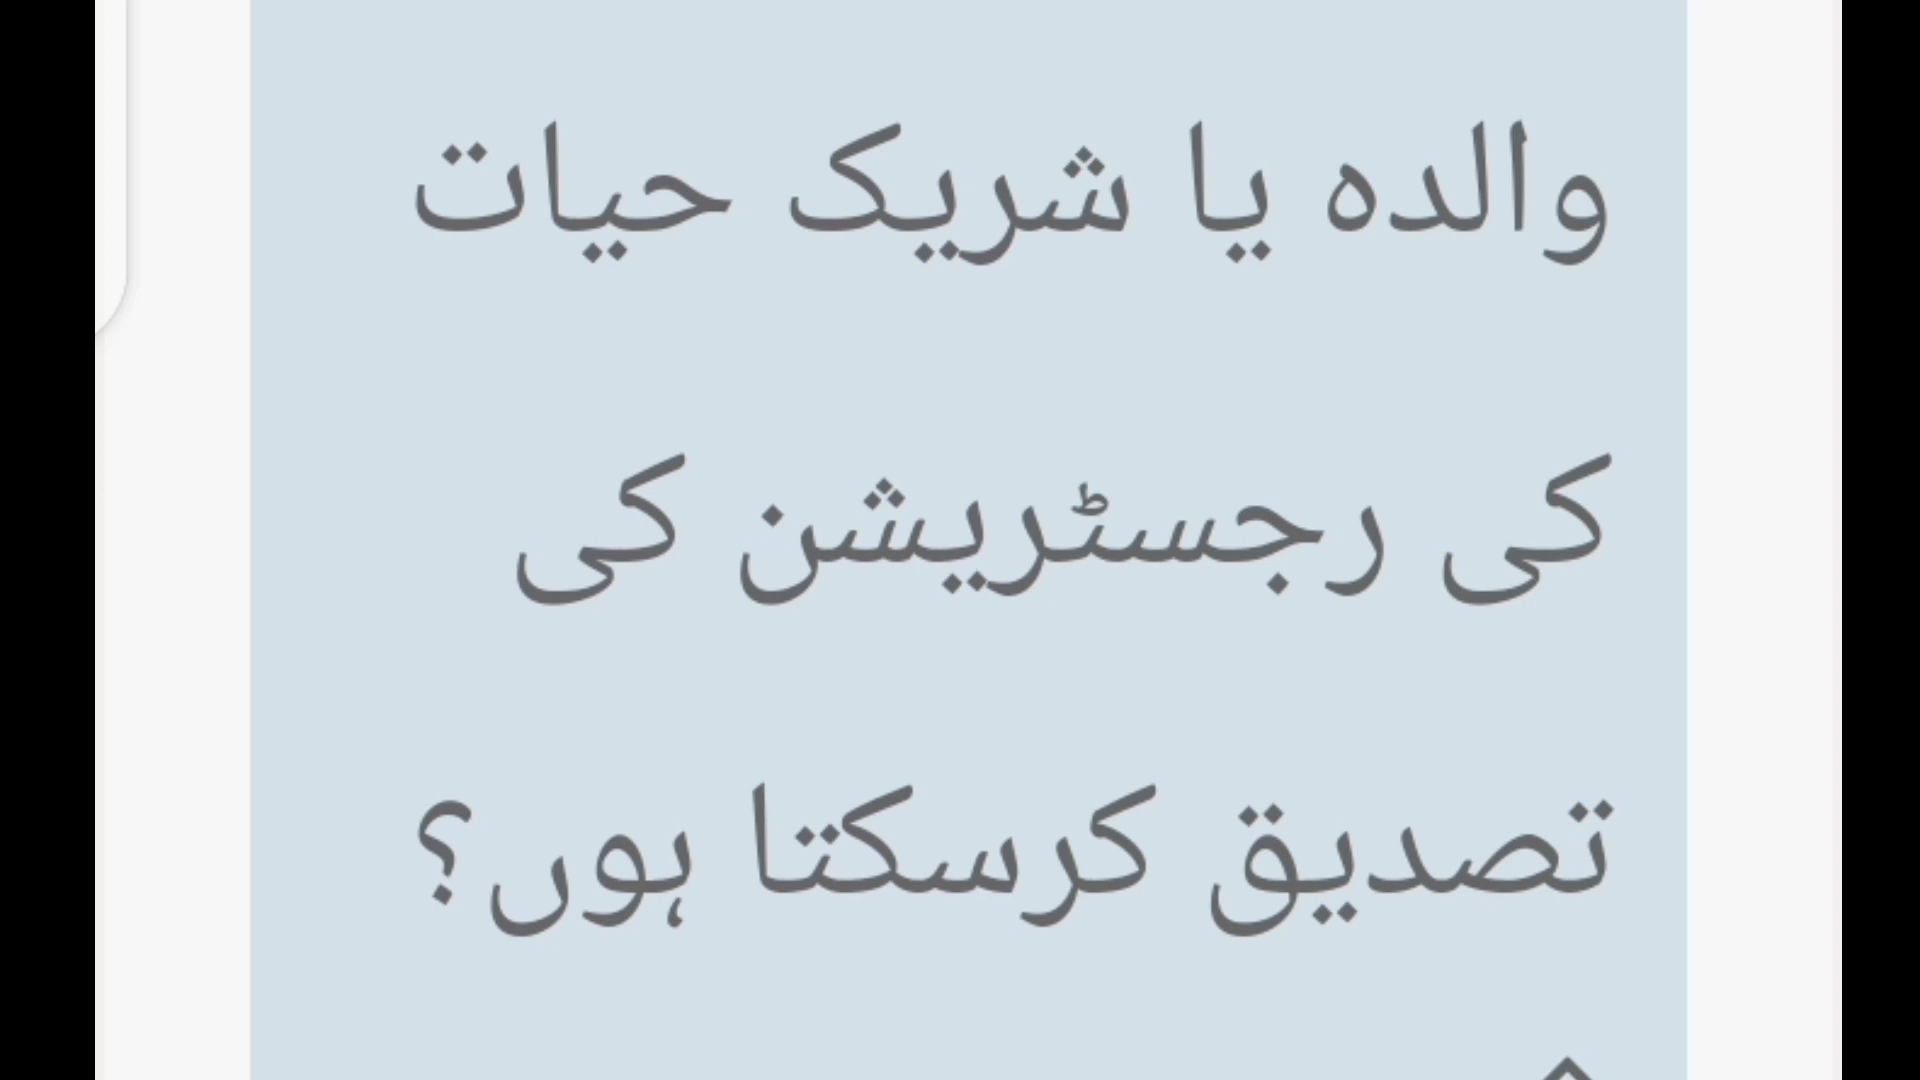 والدہ یا شریک حیات
کی رجسٹریشن کی
تصدیق کرسکتا ہوں؟